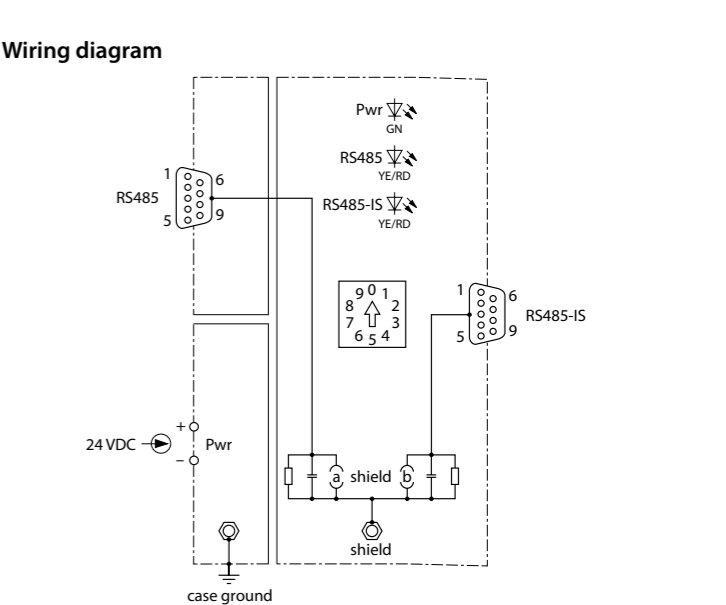 Wiring diagram
Pwr
GN
RS485
YE/RD
RS485-IS
YE/RD
1
6
RS485
5
9
9 0 1
8 2
7 3
6 5 4
1
6
RS485-IS
5
9
+
24 VDC
Pwr
–
a shield b
shield
case ground